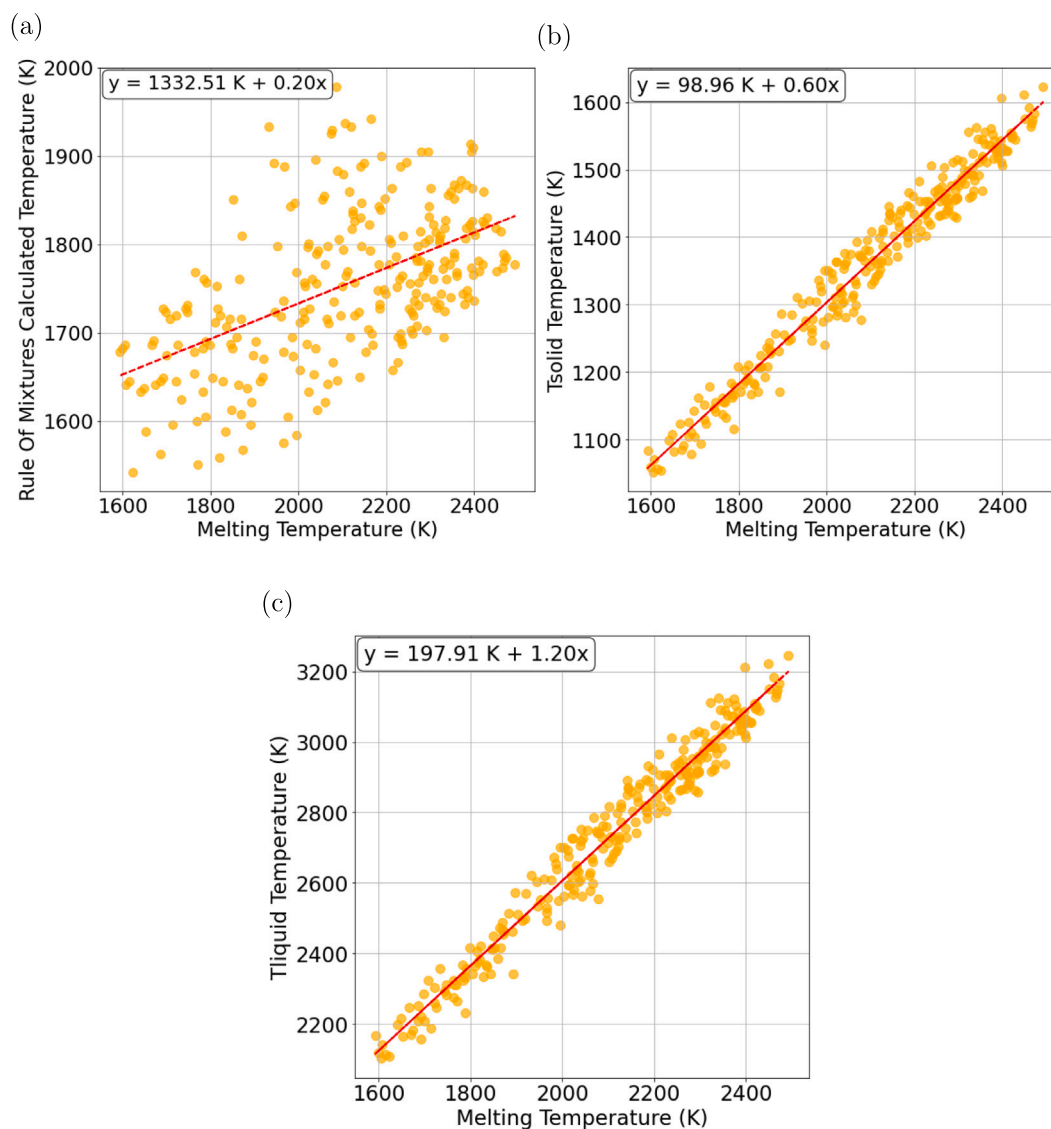 (a)
y = 1332.51 K + 0.20x
Rule Of Mixtures Calculated Temperature (K)
2000
1900
1800
1700
1600
1600 1800 2000 2200 2400
Melting Temperature (K)
(b)
y = 98.96 K + 0.60x
Tsolid Temperature (K)
1600
1500
1400
1300
1200
1100
1600 1800 2000 2200 2400
Melting Temperature (K)
(c)
y = 197.91 K + 1.20x
Tliquid Temperature (K)
3200
3000
2800
2600
2400
2200
1600 1800 2000 2200 2400
Melting Temperature (K)